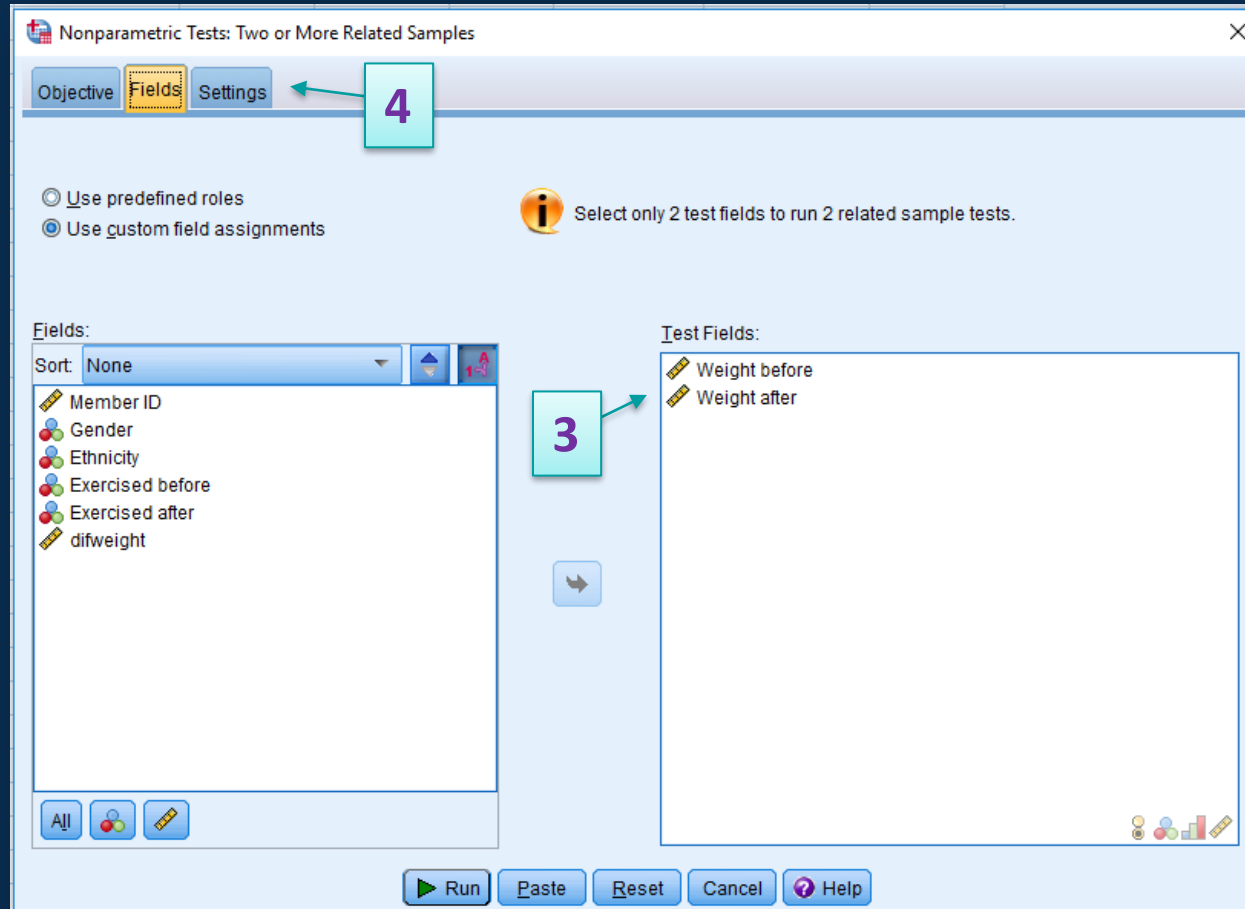 Nonparametric Tests: Two or More Related Samples
Objective Fields Settings
4
Use predefined roles
Use custom field assignments
Select only 2 test fields to run 2 related sample tests.
Fields:
Sort: None
Member ID
Gender
Ethnicity
Exercised before
Exercised after
difweight
All
Test Fields:
Weight before
Weight after
3
Run Paste Reset Cancel Help